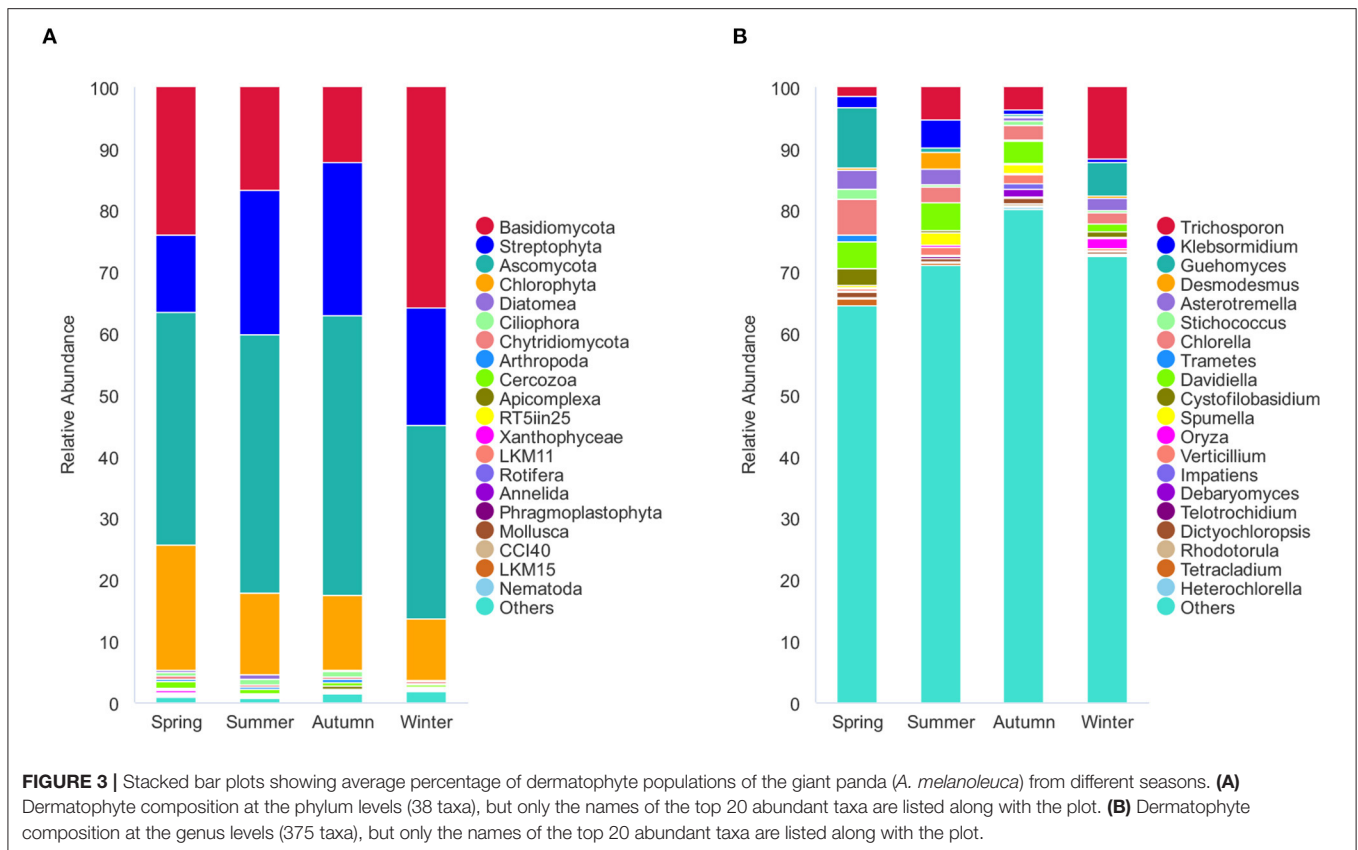 A
Relative Abundance
100
90
80
70
60
50
40
30
20
10
0
Spring
Summer
Autumn
Winter
Basidiomycota
Streptophyta
Ascomycota
Chlorophyta
Diatomea
Ciliophora
Chytridiomycota
Arthropoda
Cercozoa
Apicomplexa
RT5iin25
Xanthophyceae
LKM11
Rotifera
Annelida
Phragmoplastophyta
Mollusca
CCI40
LKM15
Nematoda
Others
B
Relative Abundance
100
90
80
70
60
50
40
30
20
10
0
Spring
Summer
Autumn
Winter
Trichosporon
Klebsormidium
Guehomyces
Desmodesmus
Asterotremella
Stichococcus
Chlorella
Trametes
Davidiella
Cystofilobasidium
Spumella
Oryza
Verticillium
Impatiens
Debaryomyces
Telotrochidium
Dictyochloropsis
Rhodotorula
Tetracladium
Heterochlorella
Others
FIGURE 3 | Stacked bar plots showing average percentage of dermatophyte populations of the giant panda (A. melanoleuca) from different seasons. (A)
Dermatophyte composition at the phylum levels (38 taxa), but only the names of the top 20 abundant taxa are listed along with the plot. (B) Dermatophyte
composition at the genus levels (375 taxa), but only the names of the top 20 abundant taxa are listed along with the plot.